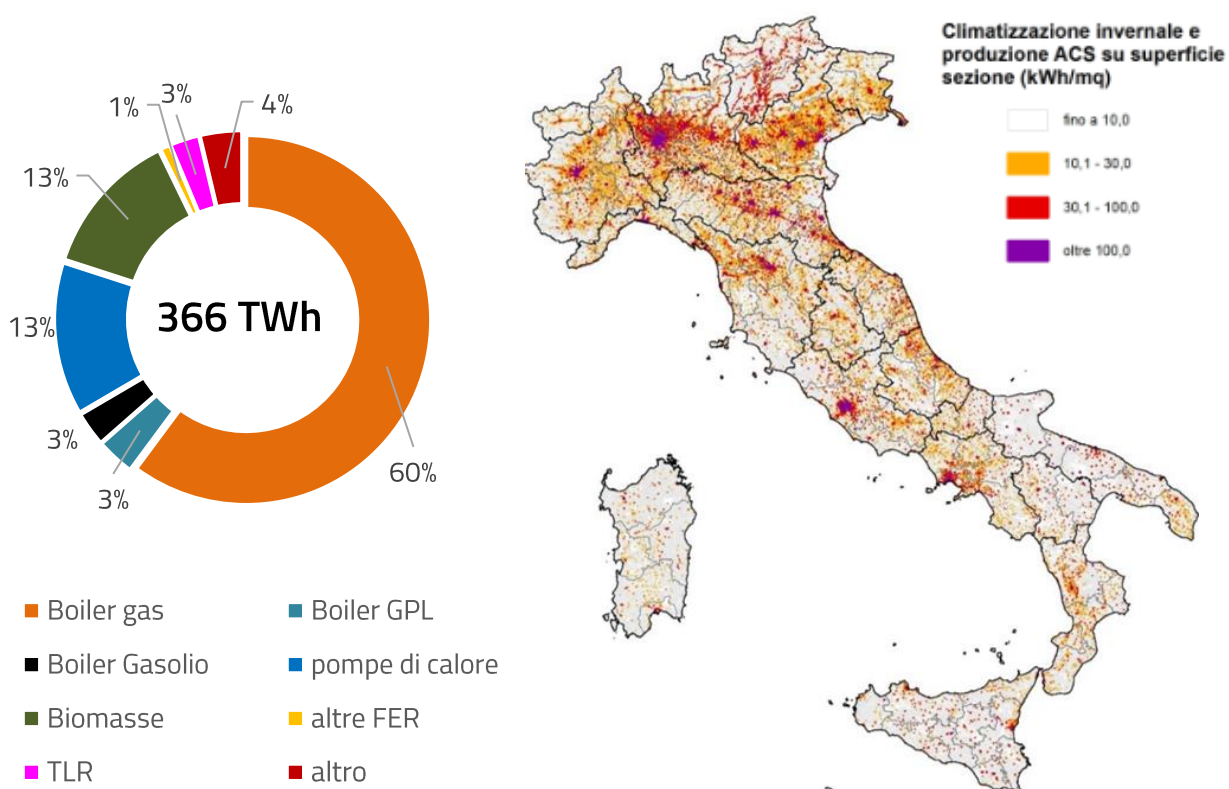 1%
3%
4%
13%
13%
366 TWh
3%
3%
60%
Boiler gas
Boiler GPL
Boiler Gasolio
pompe di calore
Biomasse
altre FER
TLR
altro
Climatizzazione invernale e
produzione ACS su superficie
sezione (kWh/mq)
fino a 10,0
10,1 - 30,0
30,1 - 100,0
oltre 100,0